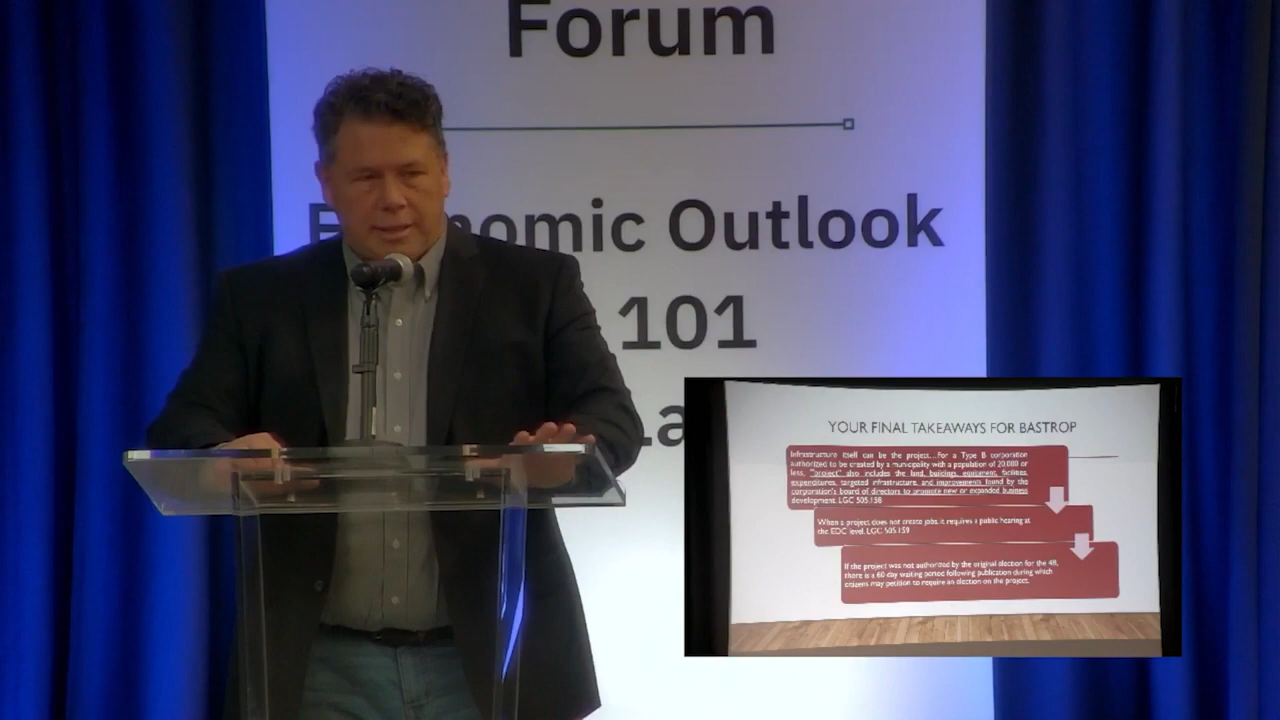 Forum
Economic Outlook
101
La
YOUR FINAL TAKEAWAYS FOR BASTROP
Infrastructure itself can be the project...For a Type B corporation
authorized to be created by a municipality with a population of 20,000 or
less, "project" also includes the land, buildings, equipment, facilities,
expenditures, targeted infrastructure, and improvements found by the
corporation's board of directors to promote new or expanded business
development. LGC 505.158
When a project does not create jobs, it requires a public hearing at
the EDC level. LGC 505.159
If the project was not authorized by the original election for the 4B,
there is a 60 day waiting period following publication during which
citizens may petition to require an election on the project.